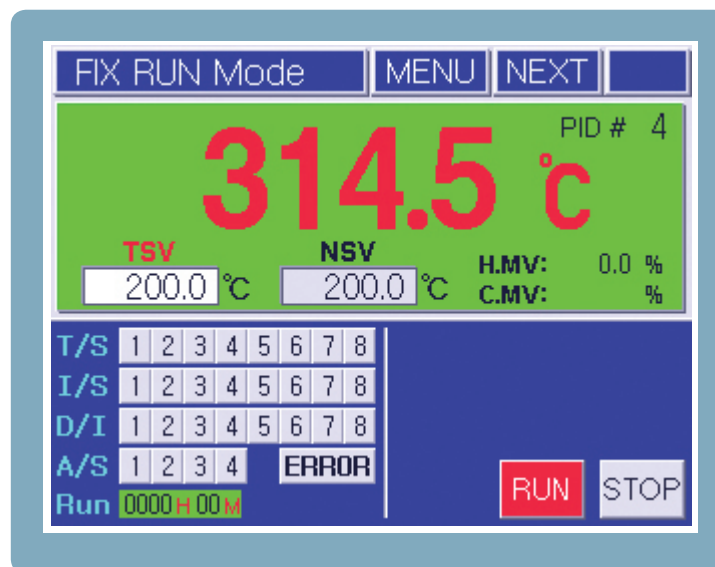 FIX RUN Mode MENU NEXT
PID # 4
314.5 ℃
TSV NSV
200.0 ℃ 200.0 ℃
H.MV: 0.0 %
C.MV: %
T/S 1 2 3 4 5 6 7 8
I/S 1 2 3 4 5 6 7 8
D/I 1 2 3 4 5 6 7 8
A/S 1 2 3 4 ERROR
Run 0000 H 00 M
RUN STOP